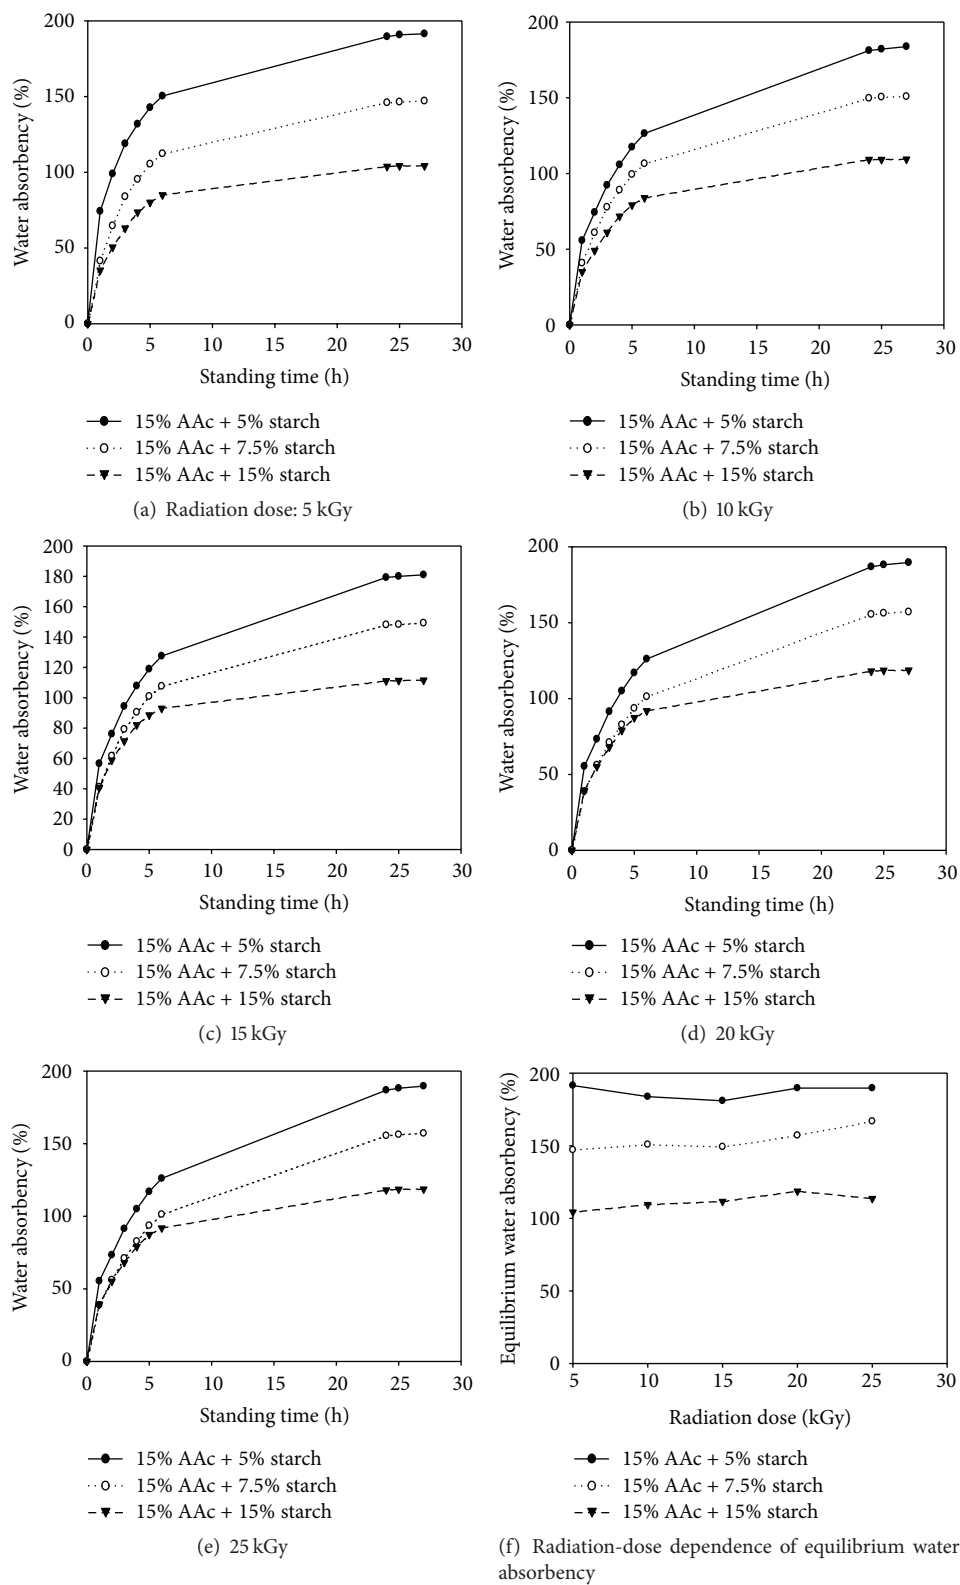 200
150
100
50
0
Water absorbency (%)
0 5 10 15 20 25 30
Standing time (h)
15% AAc + 5% starch
15% AAc + 7.5% starch
15% AAc + 15% starch
(a) Radiation dose: 5 kGy
200
150
100
50
0
Water absorbency (%)
0 5 10 15 20 25 30
Standing time (h)
15% AAc + 5% starch
15% AAc + 7.5% starch
15% AAc + 15% starch
(b) 10 kGy
200
180
160
140
120
100
80
60
40
20
0
Water absorbency (%)
0 5 10 15 20 25 30
Standing time (h)
15% AAc + 5% starch
15% AAc + 7.5% starch
15% AAc + 15% starch
(c) 15 kGy
200
150
100
50
0
Water absorbency (%)
0 5 10 15 20 25 30
Standing time (h)
15% AAc + 5% starch
15% AAc + 7.5% starch
15% AAc + 15% starch
(d) 20 kGy
200
150
100
50
0
Water absorbency (%)
0 5 10 15 20 25 30
Standing time (h)
15% AAc + 5% starch
15% AAc + 7.5% starch
15% AAc + 15% starch
(e) 25 kGy
200
150
100
50
0
Equilibrium water absorbency (%)
5 10 15 20 25 30
Radiation dose (kGy)
15% AAc + 5% starch
15% AAc + 7.5% starch
15% AAc + 15% starch
(f) Radiation-dose dependence of equilibrium water
absorbency